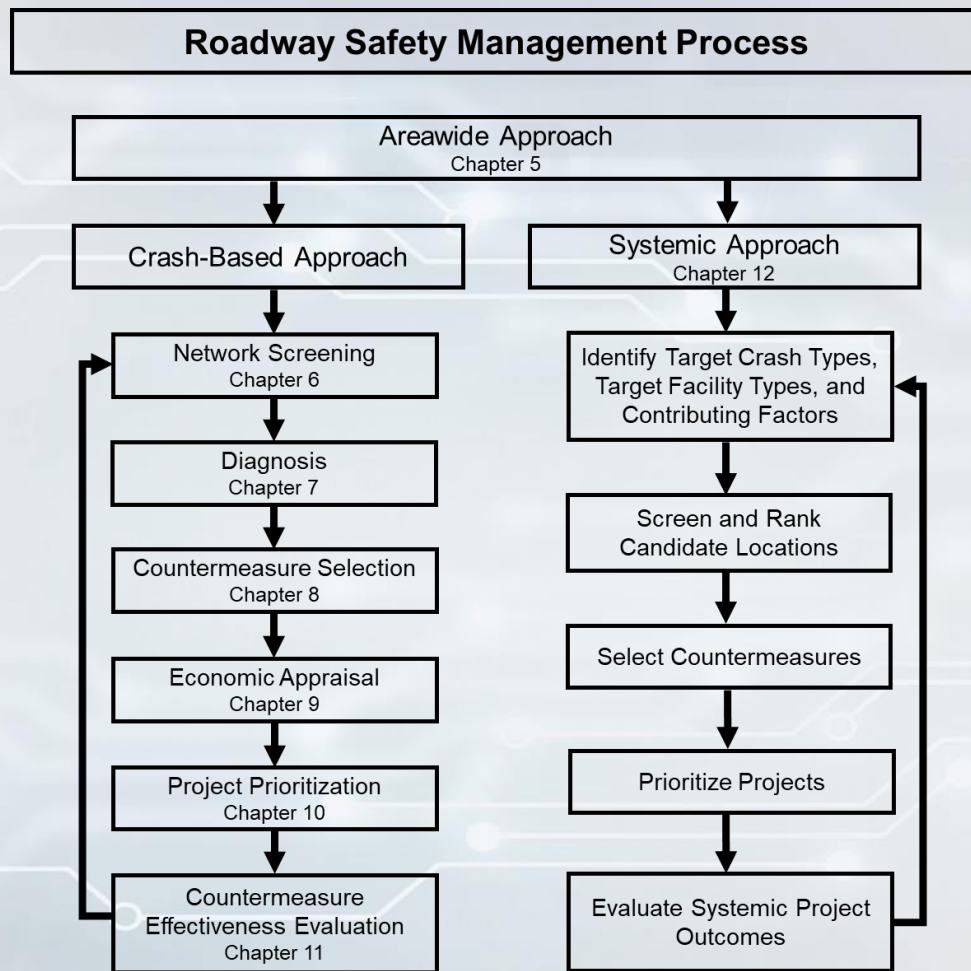 Roadway Safety Management Process
Areawide Approach
Chapter 5
Crash-Based Approach
Network Screening
Chapter 6
Diagnosis
Chapter 7
Countermeasure Selection
Chapter 8
Economic Appraisal
Chapter 9
Project Prioritization
Chapter 10
Countermeasure
Effectiveness Evaluation
Chapter 11
Systemic Approach
Chapter 12
Identify Target Crash Types,
Target Facility Types, and
Contributing Factors
Screen and Rank
Candidate Locations
Select Countermeasures
Prioritize Projects
Evaluate Systemic Project
Outcomes